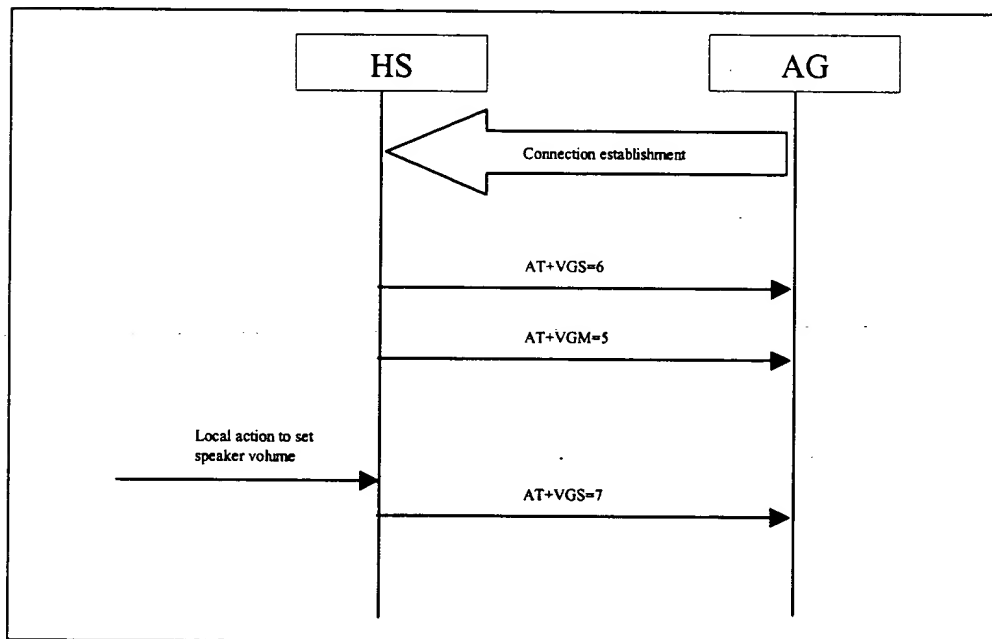 HS
AG
Connection establishment
AT+VGS=6
AT+VGM=5
Local action to set
speaker volume
AT+VGS=7